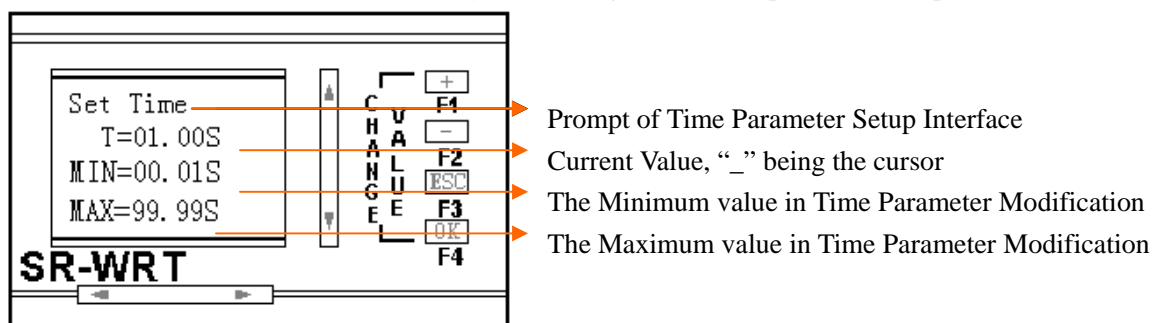 Set Time
T=01.00S
MIN=00.01S
MAX=99.99S
CHANGE
VALUE
+
F1
-
F2
ESC
F3
OK
F4
SR-WRT
Prompt of Time Parameter Setup Interface
Current Value, “_” being the cursor
The Minimum value in Time Parameter Modification
The Maximum value in Time Parameter Modification